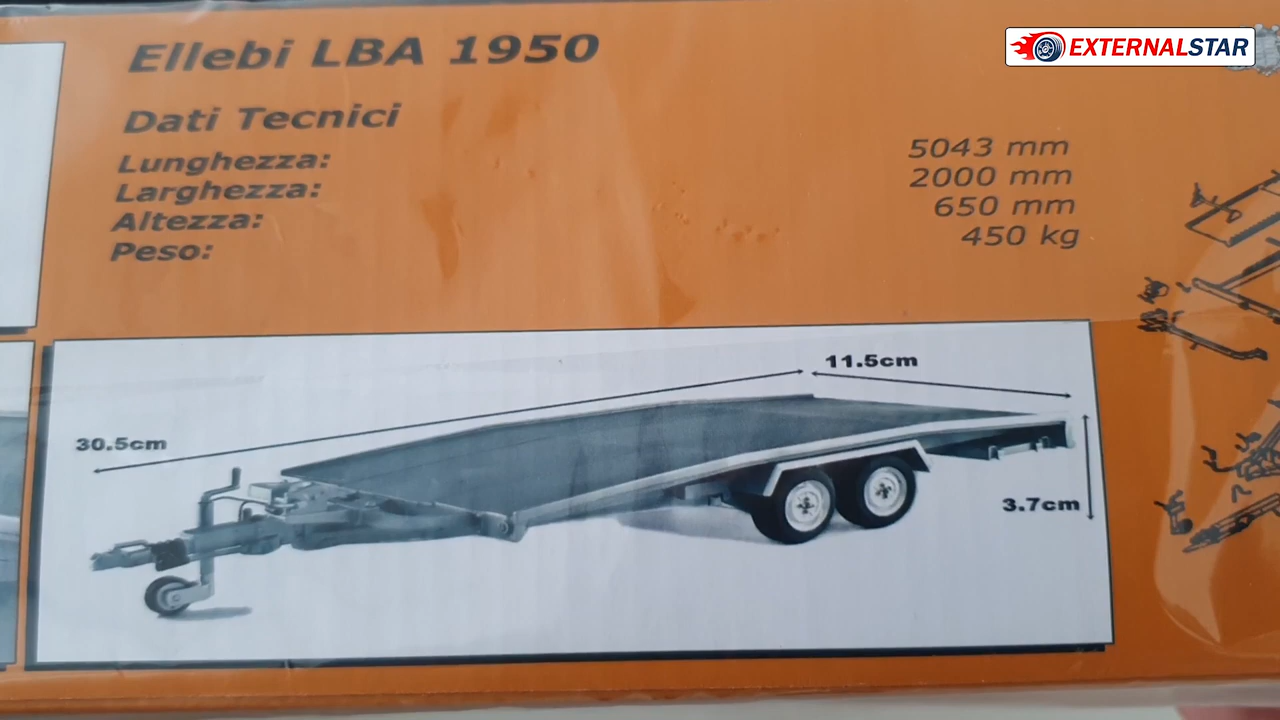 EXTERNALSTAR
Ellebi LBA 1950
Dati Tecnici
Lunghezza: 5043 mm
Larghezza: 2000 mm
Altezza: 650 mm
Peso: 450 kg
11.5cm
30.5cm
3.7cm